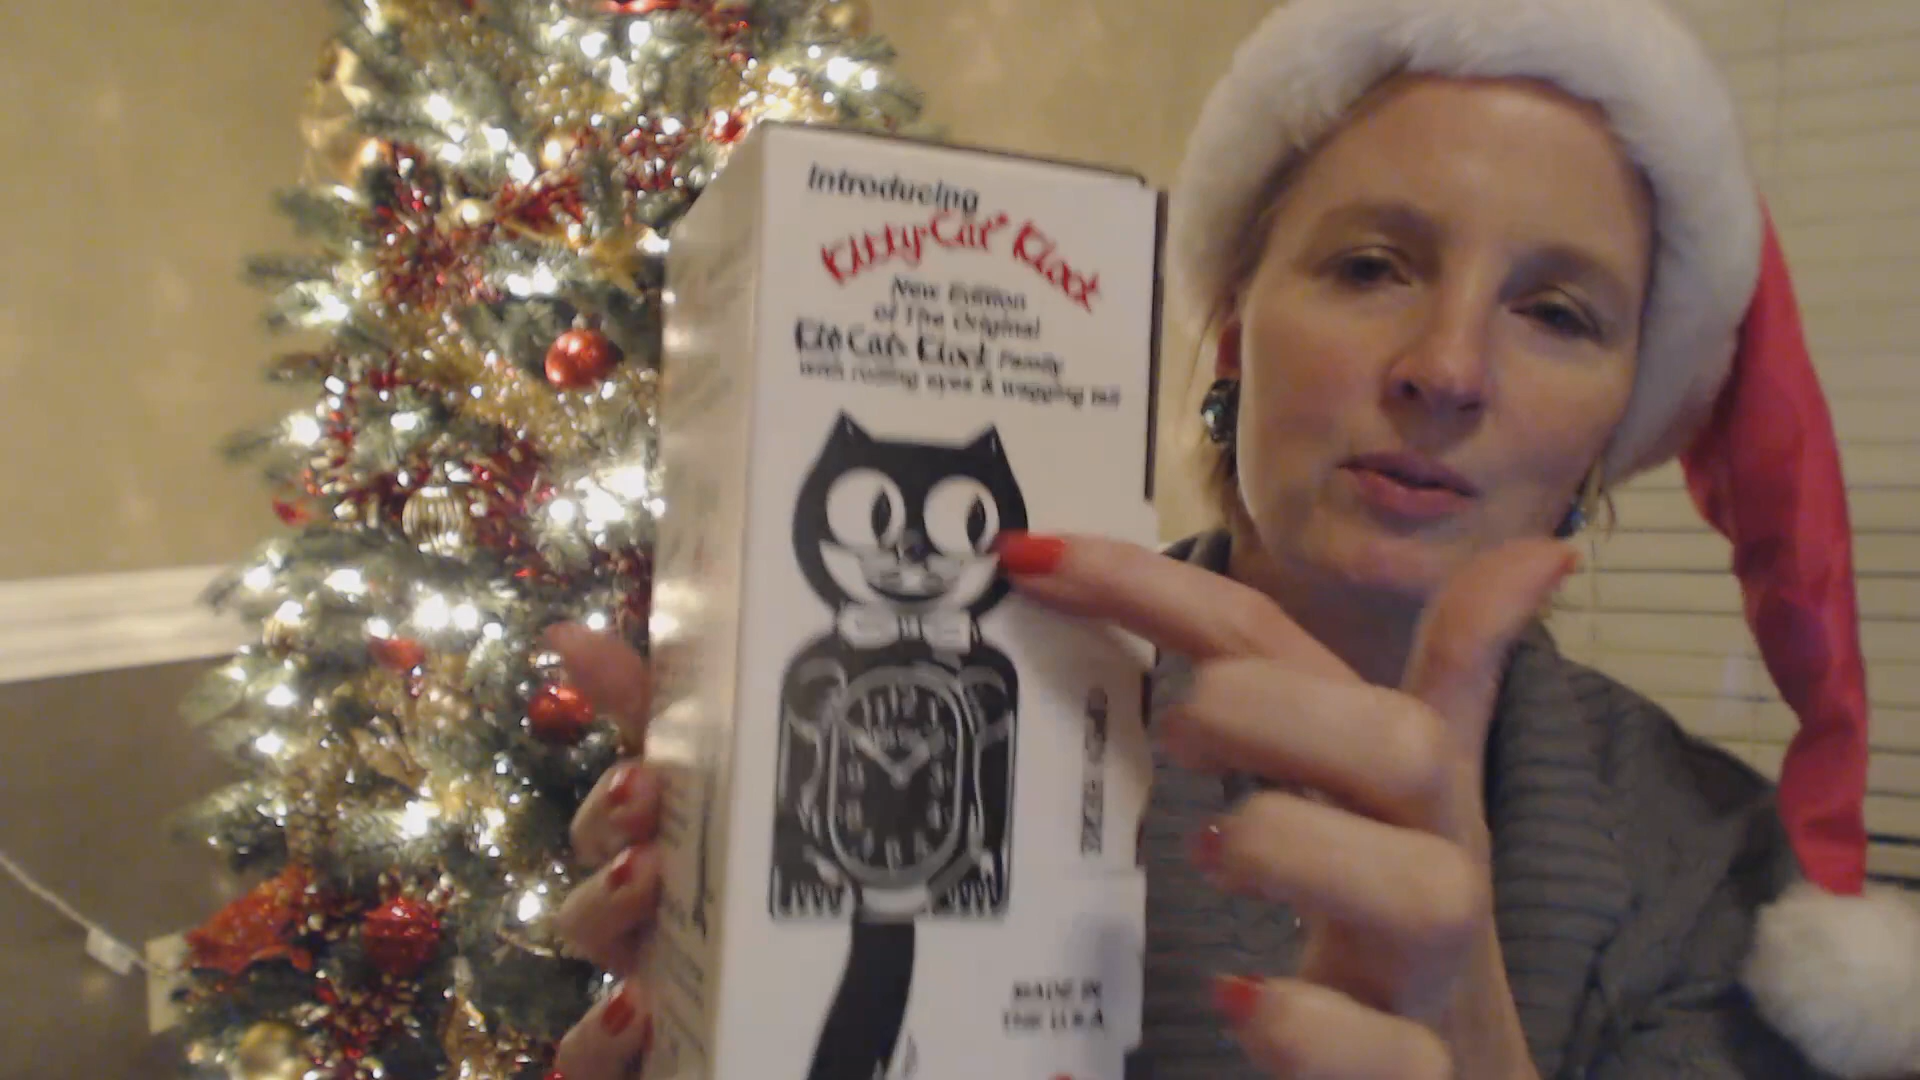 Introducing
Kitty-Cat® Klock
New Edition
of The Original
Kit Cat® Klock Family
with rolling eyes & wagging tail
MADE IN
THE U.S.A.